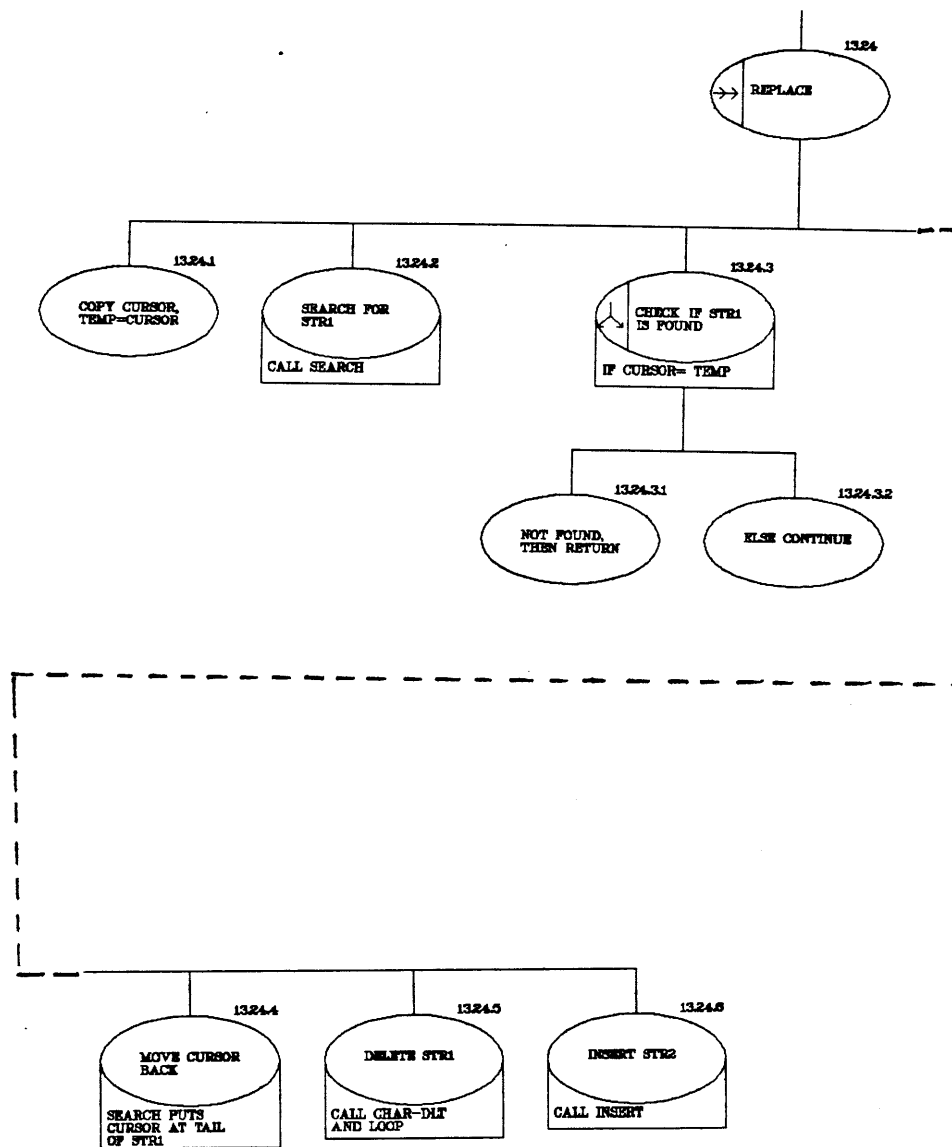 13.24
REPLACE
13.24.1
COPY CURSOR,
TEMP=CURSOR
13.24.2
SEARCH FOR
STR1
CALL SEARCH
13.24.3
CHECK IF STR1
IS FOUND
IF CURSOR= TEMP
13.24.3.1
NOT FOUND,
THEN RETURN
13.24.3.2
ELSE CONTINUE
13.24.4
MOVE CURSOR
BACK
SEARCH PUTS
CURSOR AT TAIL
OF STR1
13.24.5
DELETE STR1
CALL CHAR-DLT
AND LOOP
13.24.6
INSERT STR2
CALL INSERT